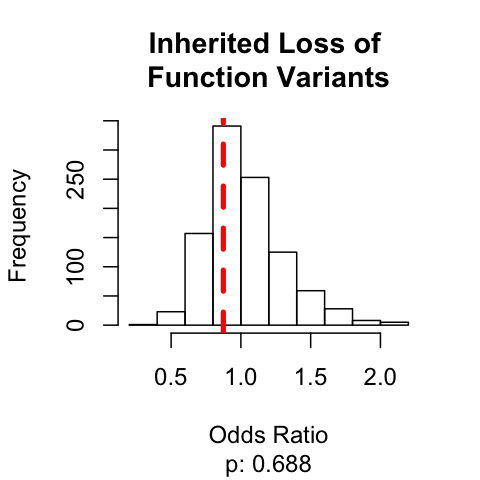 Inherited Loss of
Function Variants
Frequency
250
100
0
0.5 1.0 1.5 2.0
Odds Ratio
p: 0.688